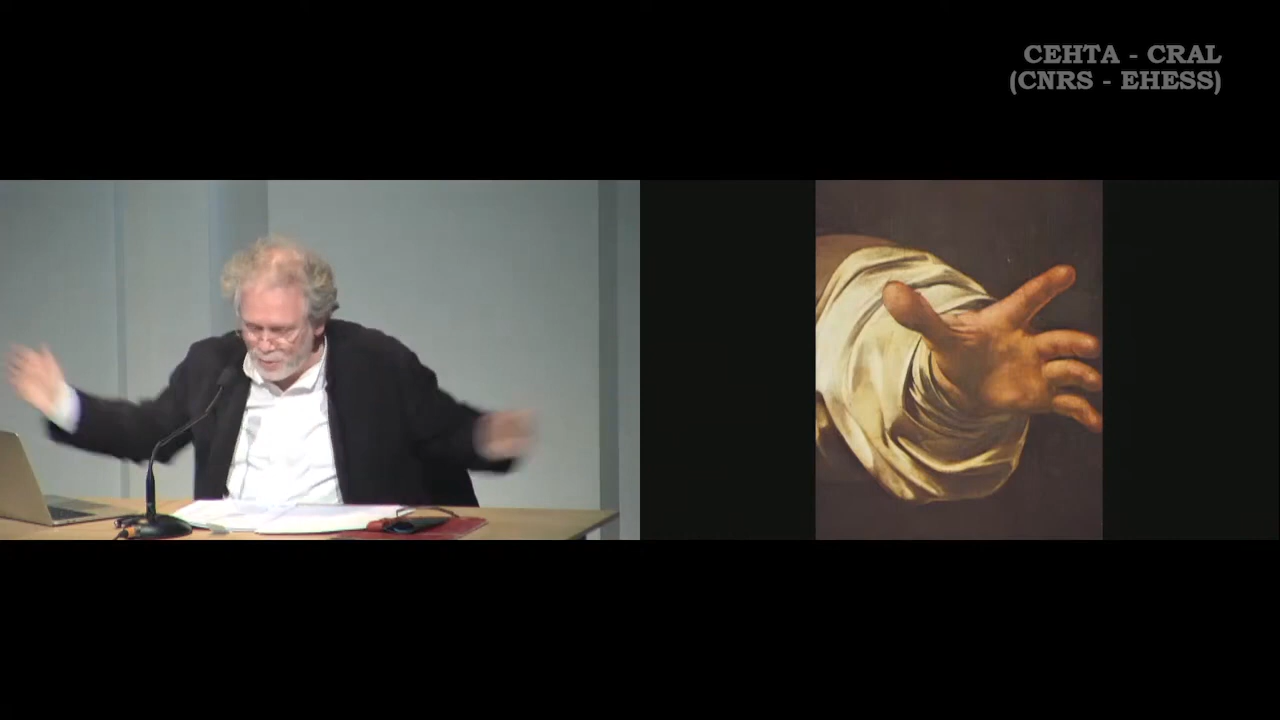 CEHTA - CRAL
(CNRS - EHESS)